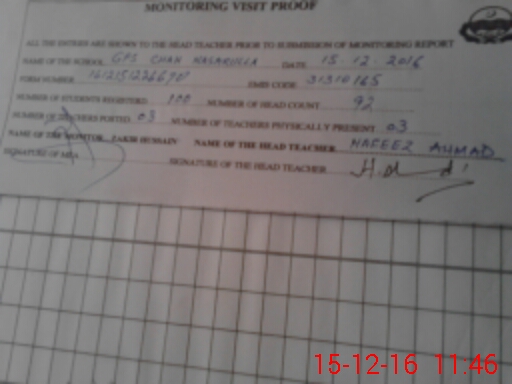 MONITORING VISIT PROOF
ALL THE ENTRIES ARE SHOWN TO THE HEAD TEACHER PRIOR TO SUBMISSION OF MONITORING REPORT
NAME OF THE SCHOOL GPS CHAH NASARULLA DATE 15.12.2016
FORM NUMBER EMIS CODE 31310165
NUMBER OF STUDENTS REGISTERED 100 NUMBER OF HEAD COUNT 92
NUMBER OF TEACHERS POSTED 03 NUMBER OF TEACHERS PHYSICALLY PRESENT 03
NAME OF THE MONITOR ZAKIR HUSSAIN NAME OF THE HEAD TEACHER HAFEEZ AHMAD
SIGNATURE OF MEA SIGNATURE OF THE HEAD TEACHER
15-12-16 11:46